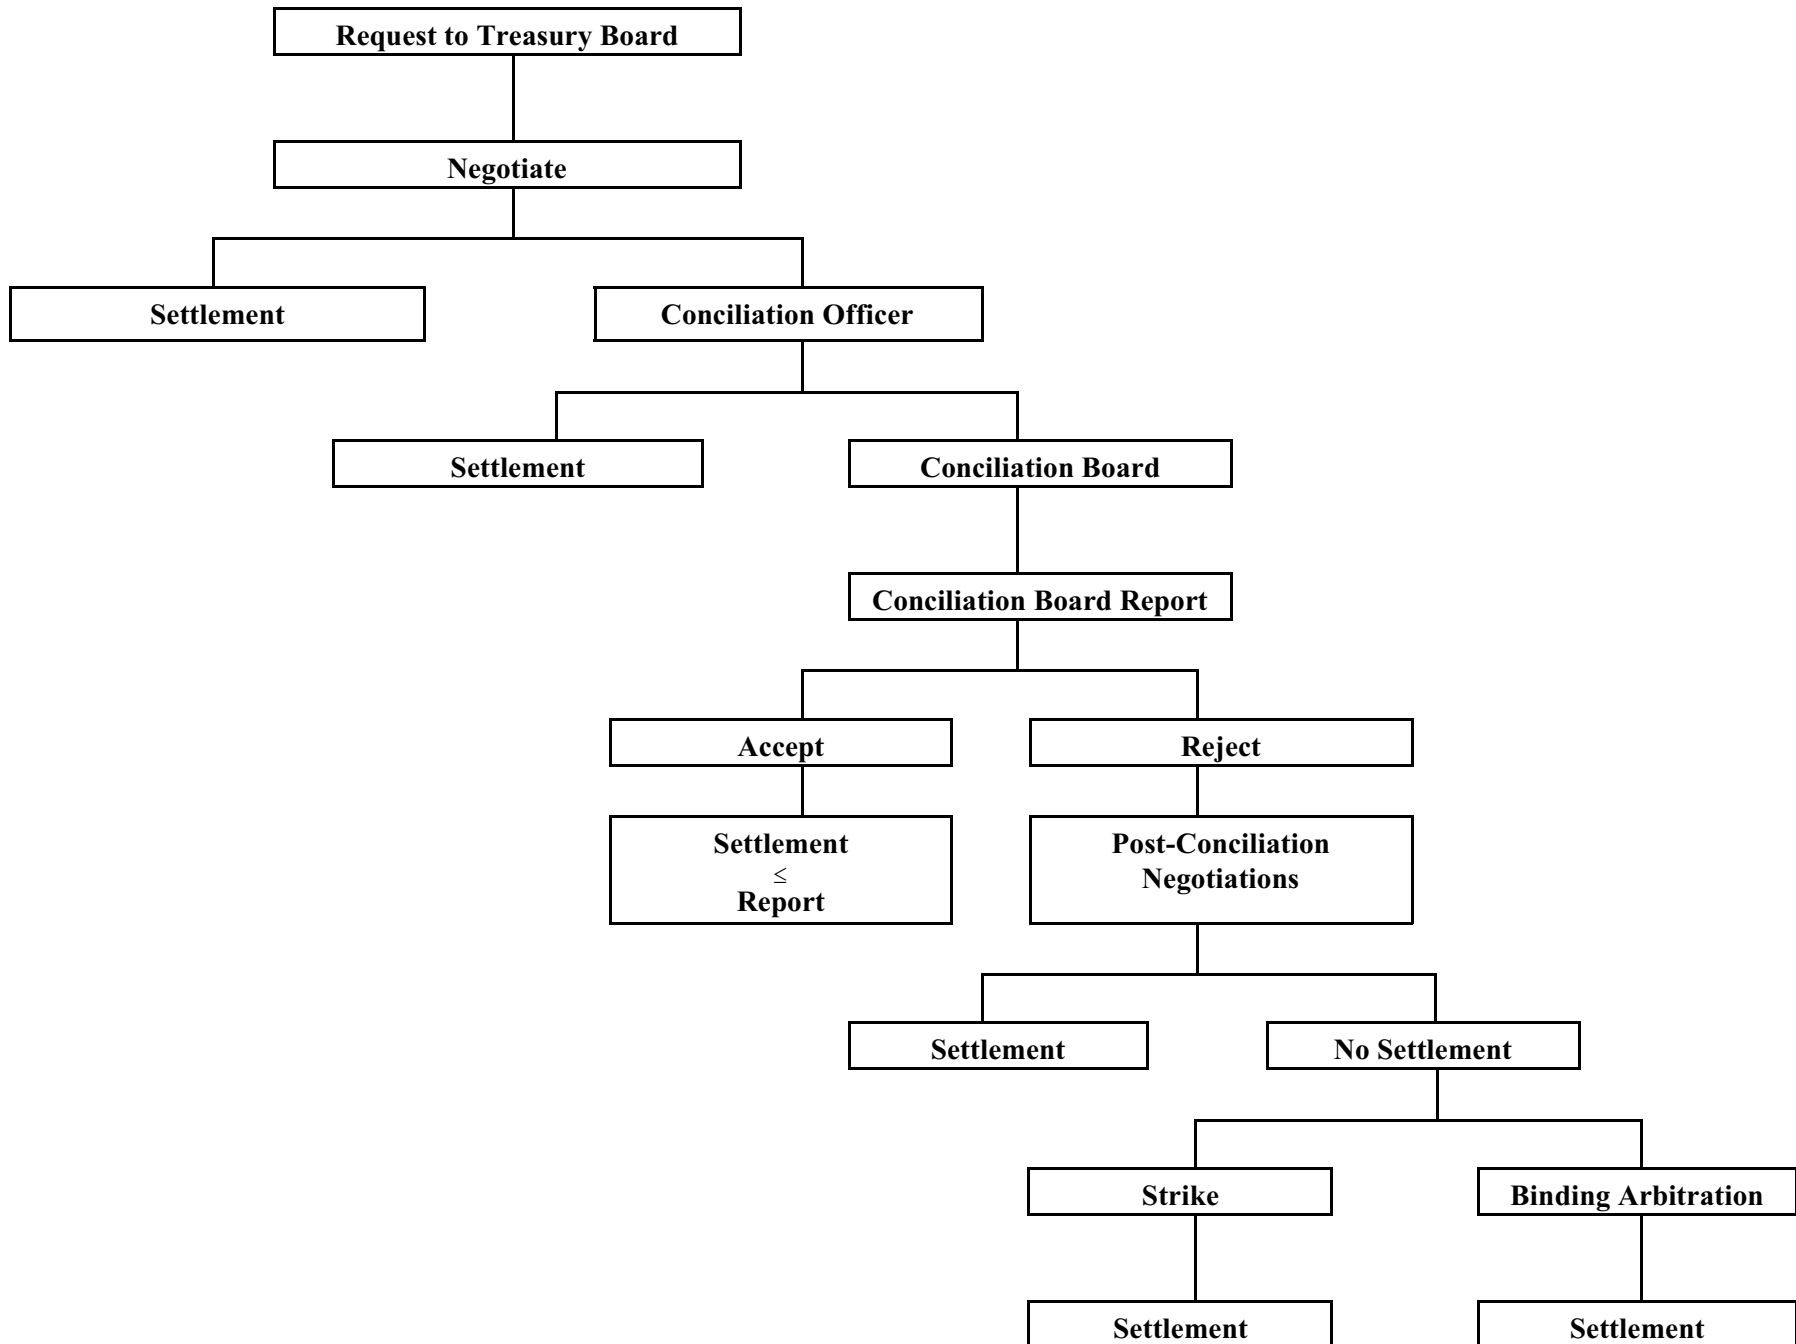 Request to Treasury Board
Negotiate
Settlement
Conciliation Officer
Settlement
Conciliation Board
Conciliation Board Report
Accept
Reject
Settlement
≤
Report
Post-Conciliation
Negotiations
Settlement
No Settlement
Strike
Binding Arbitration
Settlement
Settlement